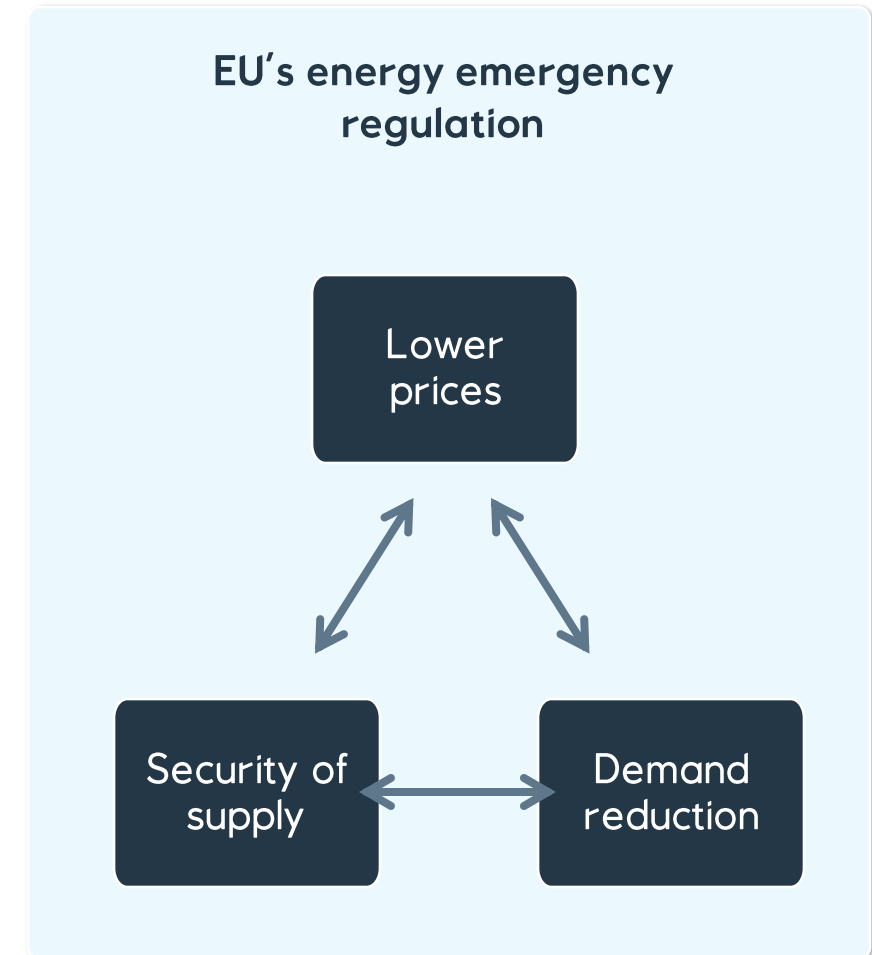 EU’s energy emergency
regulation
Lower
prices
Security of
supply
Demand
reduction